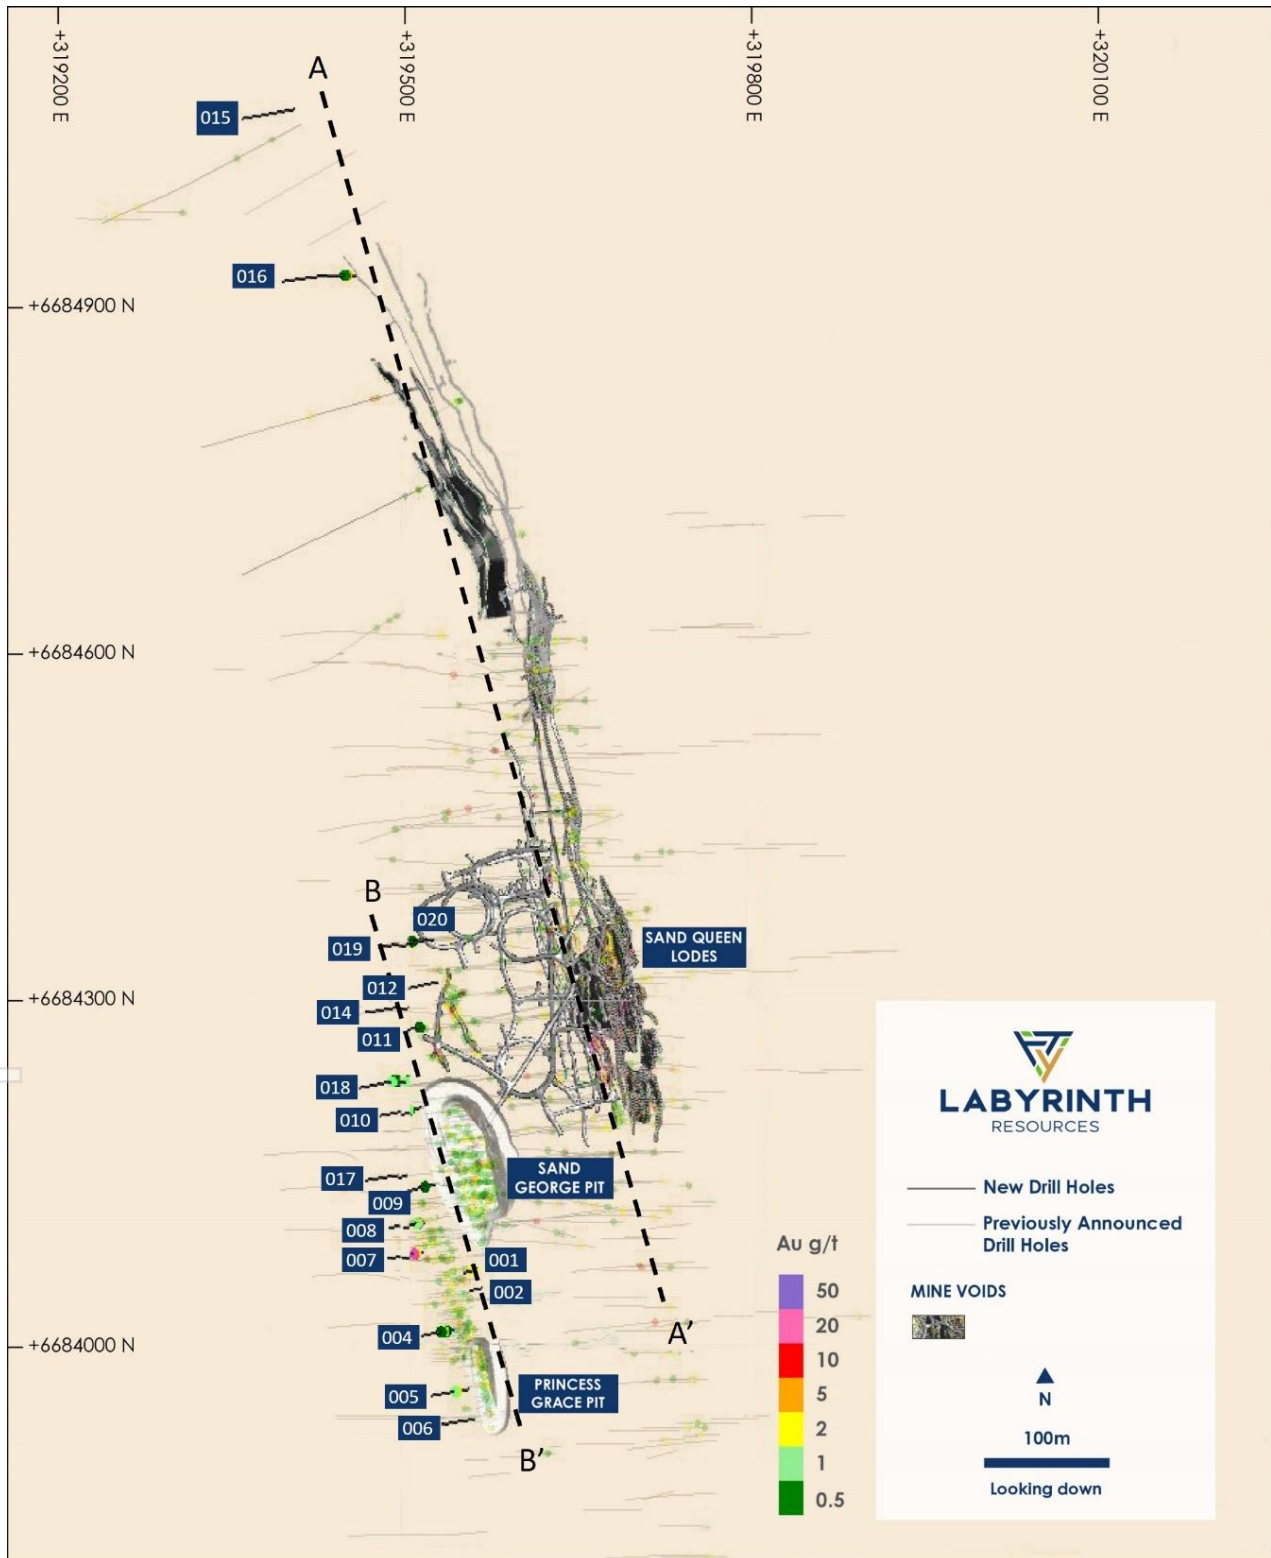 +319200 E
+319500 E
+319800 E
+320100 E
A
015
016
+6684900 N
+6684600 N
B
020
019
SAND QUEEN
LODES
012
+6684300 N
014
011
018
010
017
SAND
GEORGE PIT
009
008
007
001
002
004
A’
+6684000 N
005
PRINCESS
GRACE PIT
006
B’
LABYRINTH
RESOURCES
New Drill Holes
Previously Announced
Drill Holes
MINE VOIDS
N
100m
Looking down
Au g/t
50
20
10
5
2
1
0.5